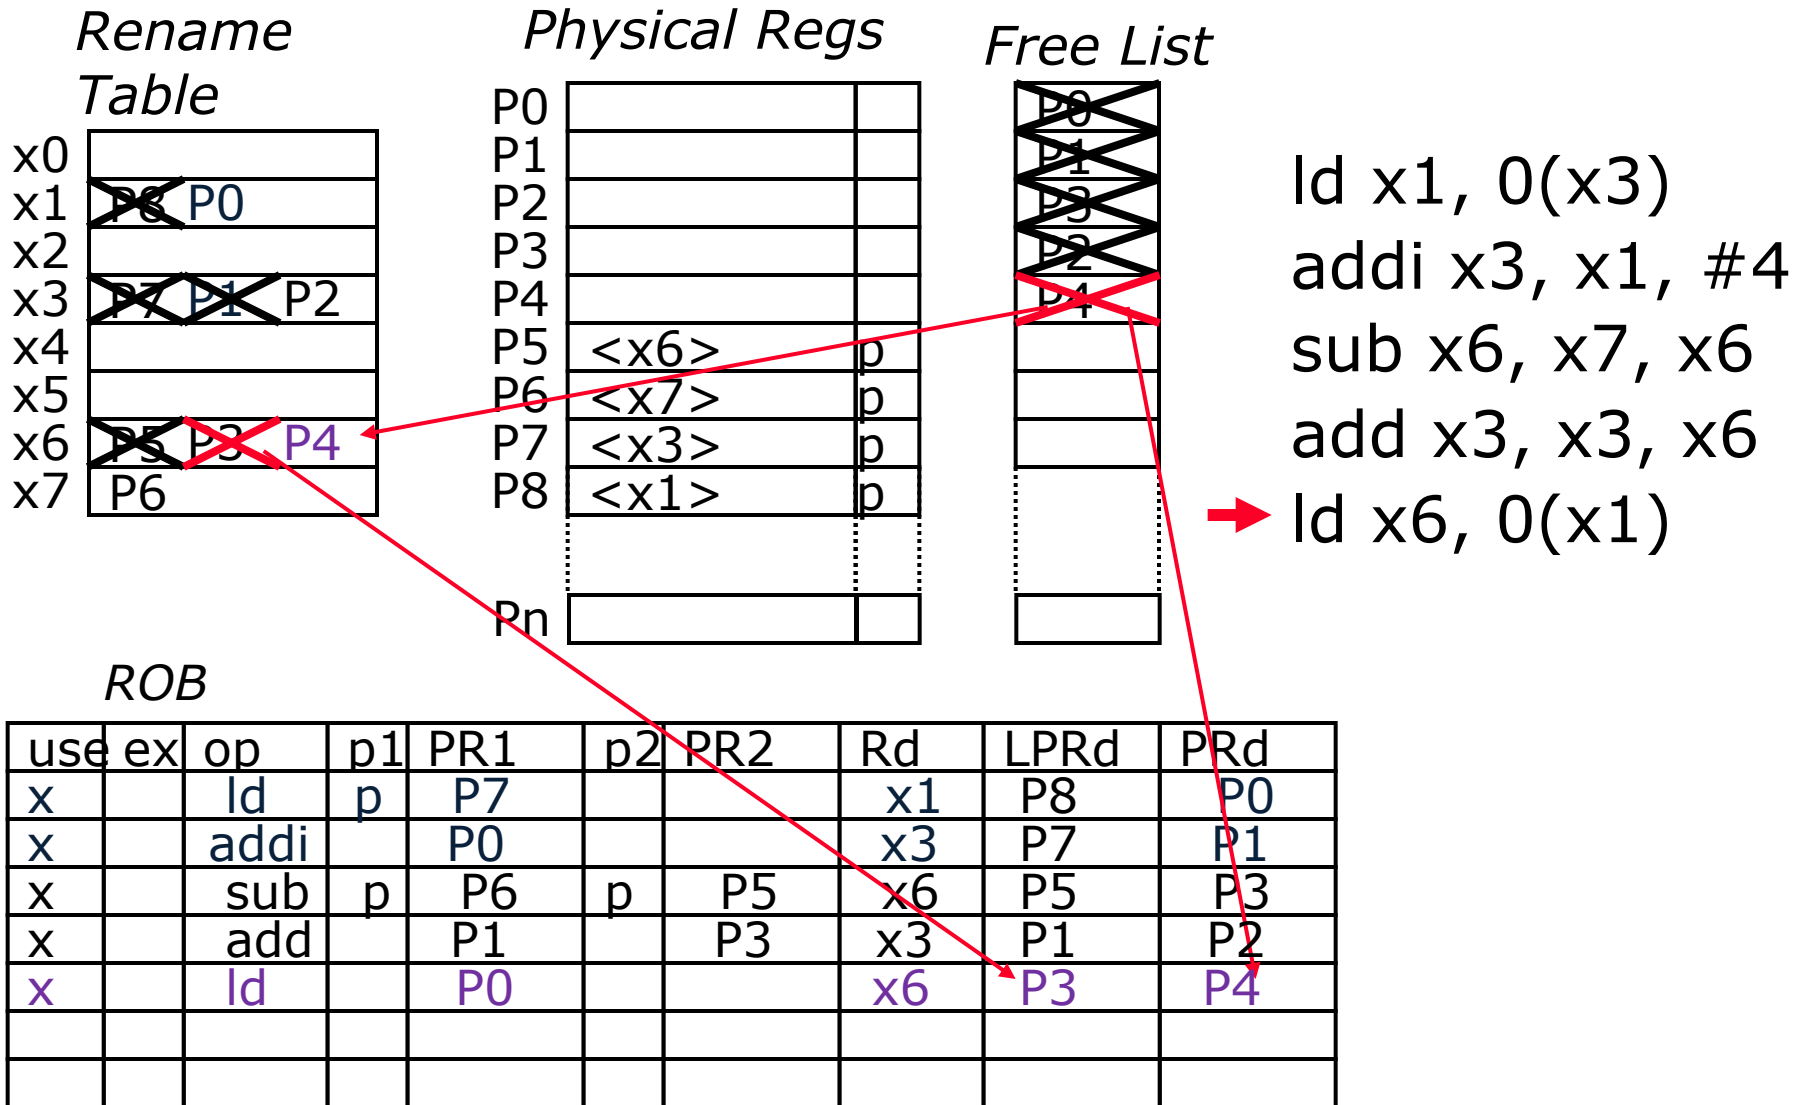 Rename Table
x0
x1 P8 P0
x2
x3 P7 P1 P2
x4
x5
x6 P5 P3 P4
x7 P6
Physical Regs
P0
P1
P2
P3
P4
P5 <x6> p
P6 <x7> p
P7 <x3> p
P8 <x1> p
Pn
Free List
P0
P1
P3
P2
P4
ld x1, 0(x3)
addi x3, x1, #4
sub x6, x7, x6
add x3, x3, x6
ld x6, 0(x1)
ROB
use ex op p1 PR1 p2 PR2 Rd LPRd PRd
x ld p P7 x1 P8 P0
x addi P0 x3 P7 P1
x sub p P6 p P5 x6 P5 P3
x add P1 P3 x3 P1 P2
x ld P0 x6 P3 P4